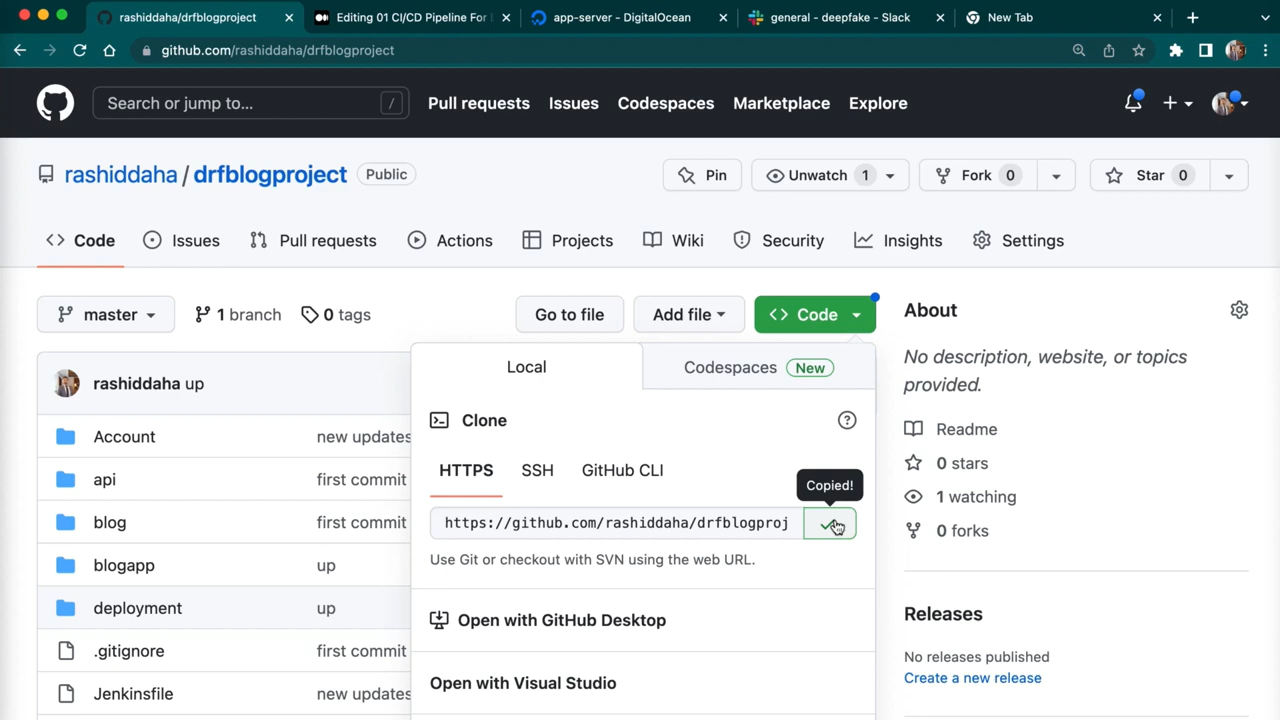 rashiddaha/drfblogproject
Editing 01 CI/CD Pipeline For
app-server - DigitalOcean
general - deepfake - Slack
New Tab
github.com/rashiddaha/drfblogproject
Search or jump to...
/
Pull requests
Issues
Codespaces
Marketplace
Explore
rashiddaha / drfblogproject
Public
Pin
Unwatch 1
Fork 0
Star 0
Code
Issues
Pull requests
Actions
Projects
Wiki
Security
Insights
Settings
master
1 branch
0 tags
Go to file
Add file
Code
About
No description, website, or topics
provided.
Readme
0 stars
1 watching
0 forks
Releases
No releases published
Create a new release
Local
Codespaces New
Clone
HTTPS
SSH
GitHub CLI
Copied!
https://github.com/rashiddaha/drfblogproj
Use Git or checkout with SVN using the web URL.
Open with GitHub Desktop
Open with Visual Studio
rashiddaha up
Account new updates
api first commit
blog first commit
blogapp up
deployment up
.gitignore first commit
Jenkinsfile new updates